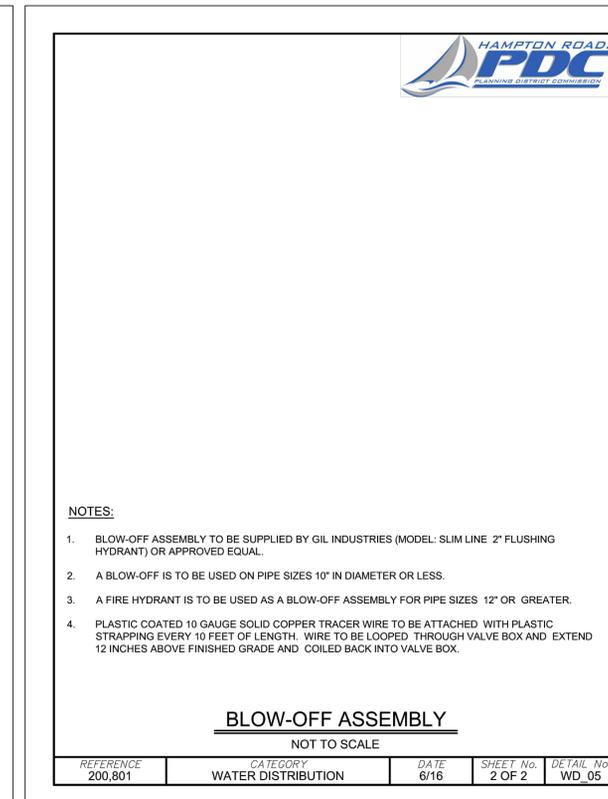 HAMPTON ROADS
PDC
PLANNING DISTRICT COMMISSION
NOTES:
1. BLOW-OFF ASSEMBLY TO BE SUPPLIED BY GIL INDUSTRIES (MODEL: SLIM LINE 2" FLUSHING
HYDRANT) OR APPROVED EQUAL.
2. A BLOW-OFF IS TO BE USED ON PIPE SIZES 10" IN DIAMETER OR LESS.
3. A FIRE HYDRANT IS TO BE USED AS A BLOW-OFF ASSEMBLY FOR PIPE SIZES 12" OR GREATER.
4. PLASTIC COATED 10 GAUGE SOLID COPPER TRACER WIRE TO BE ATTACHED WITH PLASTIC
STRAPPING EVERY 10 FEET OF LENGTH. WIRE TO BE LOOPED THROUGH VALVE BOX AND EXTEND
12 INCHES ABOVE FINISHED GRADE AND COILED BACK INTO VALVE BOX.
BLOW-OFF ASSEMBLY
NOT TO SCALE
REFERENCE CATEGORY DATE SHEET No. DETAIL No
200,801 WATER DISTRIBUTION 6/16 2 OF 2 WD_05